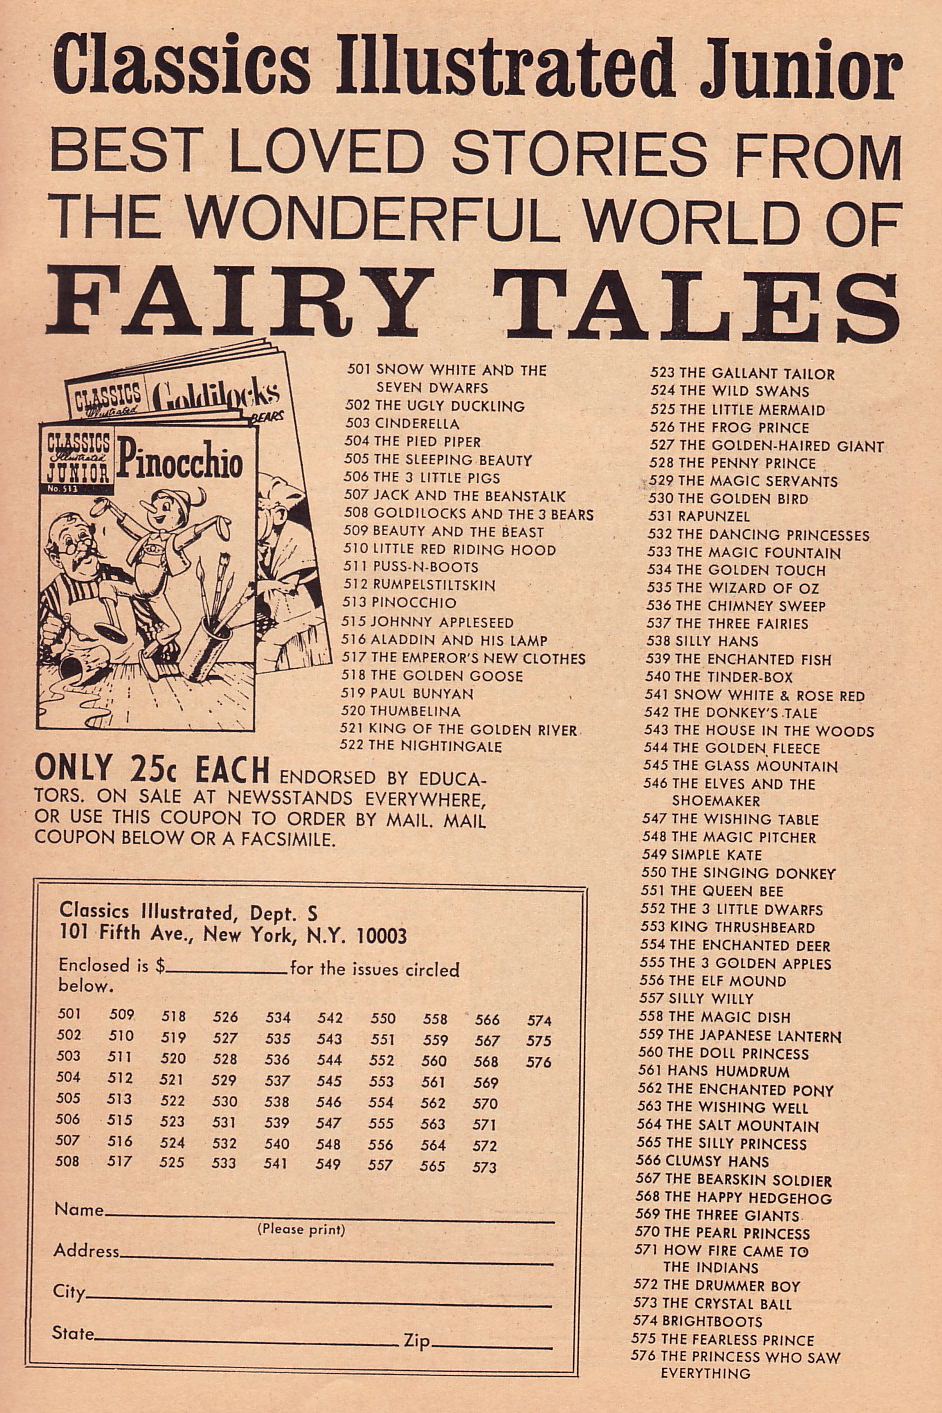 Classics Illustrated Junior
BEST LOVED STORIES FROM
THE WONDERFUL WORLD OF
FAIRY TALES
CLASSICS
Illustrated
Goldilocks
BEARS
CLASSICS
Illustrated
JUNIOR
No. 513
Pinocchio
501 SNOW WHITE AND THE
SEVEN DWARFS
502 THE UGLY DUCKLING
503 CINDERELLA
504 THE PIED PIPER
505 THE SLEEPING BEAUTY
506 THE 3 LITTLE PIGS
507 JACK AND THE BEANSTALK
508 GOLDILOCKS AND THE 3 BEARS
509 BEAUTY AND THE BEAST
510 LITTLE RED RIDING HOOD
511 PUSS-N-BOOTS
512 RUMPELSTILTSKIN
513 PINOCCHIO
515 JOHNNY APPLESEED
516 ALADDIN AND HIS LAMP
517 THE EMPEROR'S NEW CLOTHES
518 THE GOLDEN GOOSE
519 PAUL BUNYAN
520 THUMBELINA
521 KING OF THE GOLDEN RIVER
522 THE NIGHTINGALE
523 THE GALLANT TAILOR
524 THE WILD SWANS
525 THE LITTLE MERMAID
526 THE FROG PRINCE
527 THE GOLDEN-HAIRED GIANT
528 THE PENNY PRINCE
529 THE MAGIC SERVANTS
530 THE GOLDEN BIRD
531 RAPUNZEL
532 THE DANCING PRINCESSES
533 THE MAGIC FOUNTAIN
534 THE GOLDEN TOUCH
535 THE WIZARD OF OZ
536 THE CHIMNEY SWEEP
537 THE THREE FAIRIES
538 SILLY HANS
539 THE ENCHANTED FISH
540 THE TINDER-BOX
541 SNOW WHITE & ROSE RED
542 THE DONKEY'S TALE
543 THE HOUSE IN THE WOODS
544 THE GOLDEN FLEECE
545 THE GLASS MOUNTAIN
546 THE ELVES AND THE
SHOEMAKER
547 THE WISHING TABLE
548 THE MAGIC PITCHER
549 SIMPLE KATE
550 THE SINGING DONKEY
551 THE QUEEN BEE
552 THE 3 LITTLE DWARFS
553 KING THRUSHBEARD
554 THE ENCHANTED DEER
555 THE 3 GOLDEN APPLES
556 THE ELF MOUND
557 SILLY WILLY
558 THE MAGIC DISH
559 THE JAPANESE LANTERN
560 THE DOLL PRINCESS
561 HANS HUMDRUM
562 THE ENCHANTED PONY
563 THE WISHING WELL
564 THE SALT MOUNTAIN
565 THE SILLY PRINCESS
566 CLUMSY HANS
567 THE BEARSKIN SOLDIER
568 THE HAPPY HEDGEHOG
569 THE THREE GIANTS
570 THE PEARL PRINCESS
571 HOW FIRE CAME TO
THE INDIANS
572 THE DRUMMER BOY
573 THE CRYSTAL BALL
574 BRIGHTBOOTS
575 THE FEARLESS PRINCE
576 THE PRINCESS WHO SAW
EVERYTHING
ONLY 25c EACH ENDORSED BY EDUCA-
TORS. ON SALE AT NEWSSTANDS EVERYWHERE,
OR USE THIS COUPON TO ORDER BY MAIL. MAIL
COUPON BELOW OR A FACSIMILE.
Classics Illustrated, Dept. S
101 Fifth Ave., New York, N.Y. 10003
Enclosed is $ for the issues circled
below.
501 509 518 526 534 542 550 558 566 574
502 510 519 527 535 543 551 559 567 575
503 511 520 528 536 544 552 560 568 576
504 512 521 529 537 545 553 561 569
505 513 522 530 538 546 554 562 570
506 515 523 531 539 547 555 563 571
507 516 524 532 540 548 556 564 572
508 517 525 533 541 549 557 565 573
Name
(Please print)
Address
City
State Zip